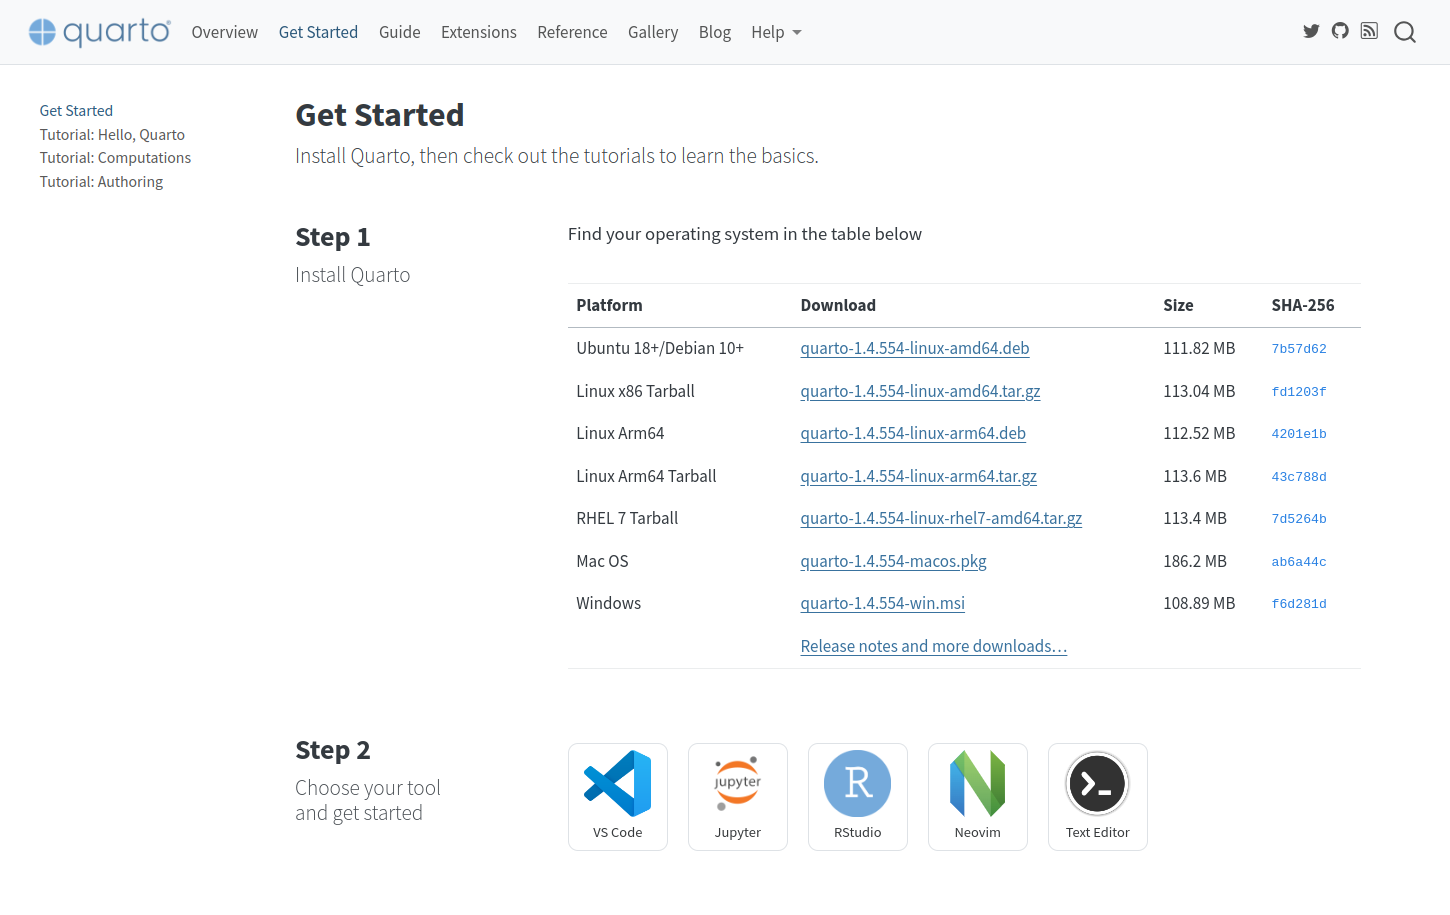 quarto Overview Get Started Guide Extensions Reference Gallery Blog Help
Get Started
Tutorial: Hello, Quarto
Tutorial: Computations
Tutorial: Authoring
Get Started
Install Quarto, then check out the tutorials to learn the basics.
Step 1
Install Quarto
Find your operating system in the table below
Platform Download Size SHA-256
Ubuntu 18+/Debian 10+ quarto-1.4.554-linux-amd64.deb 111.82 MB 7b57d62
Linux x86 Tarball quarto-1.4.554-linux-amd64.tar.gz 113.04 MB fd1203f
Linux Arm64 quarto-1.4.554-linux-arm64.deb 112.52 MB 4201e1b
Linux Arm64 Tarball quarto-1.4.554-linux-arm64.tar.gz 113.6 MB 43c788d
RHEL 7 Tarball quarto-1.4.554-linux-rhel7-amd64.tar.gz 113.4 MB 7d5264b
Mac OS quarto-1.4.554-macos.pkg 186.2 MB ab6a44c
Windows quarto-1.4.554-win.msi 108.89 MB f6d281d
Release notes and more downloads…
Step 2
Choose your tool
and get started
jupyter R
VS Code Jupyter RStudio Neovim Text Editor